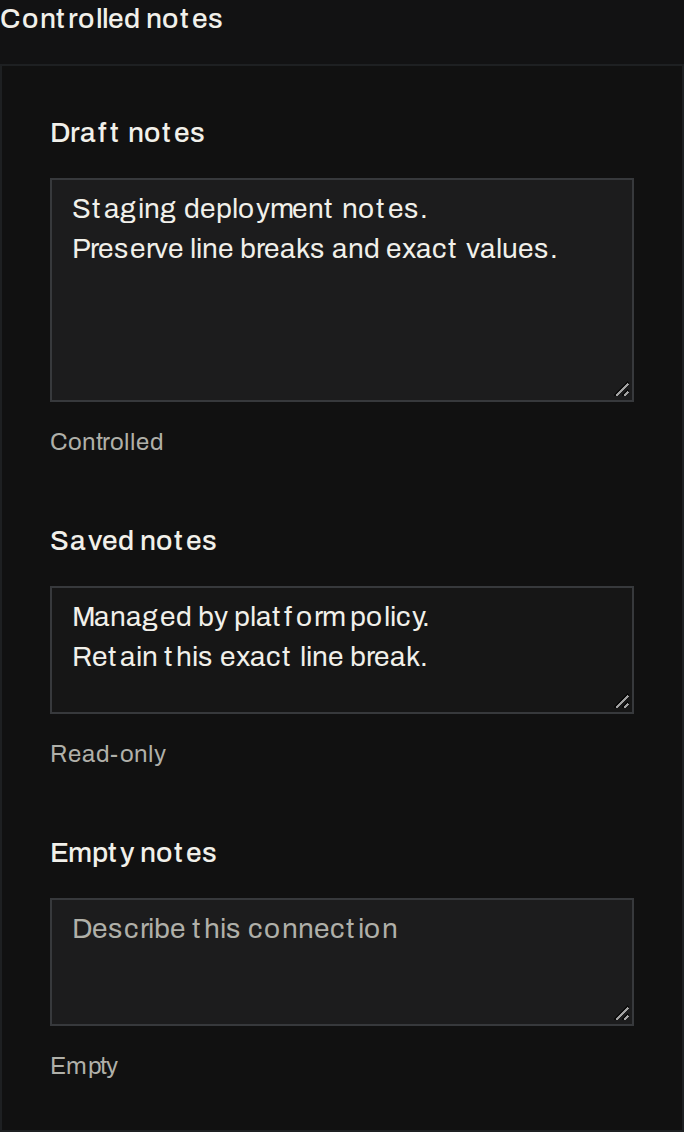 Controlled notes
Draft notes
Staging deployment notes.
Preserve line breaks and exact values.
Controlled
Saved notes
Managed by platform policy.
Retain this exact line break.
Read-only
Empty notes
Describe this connection
Empty